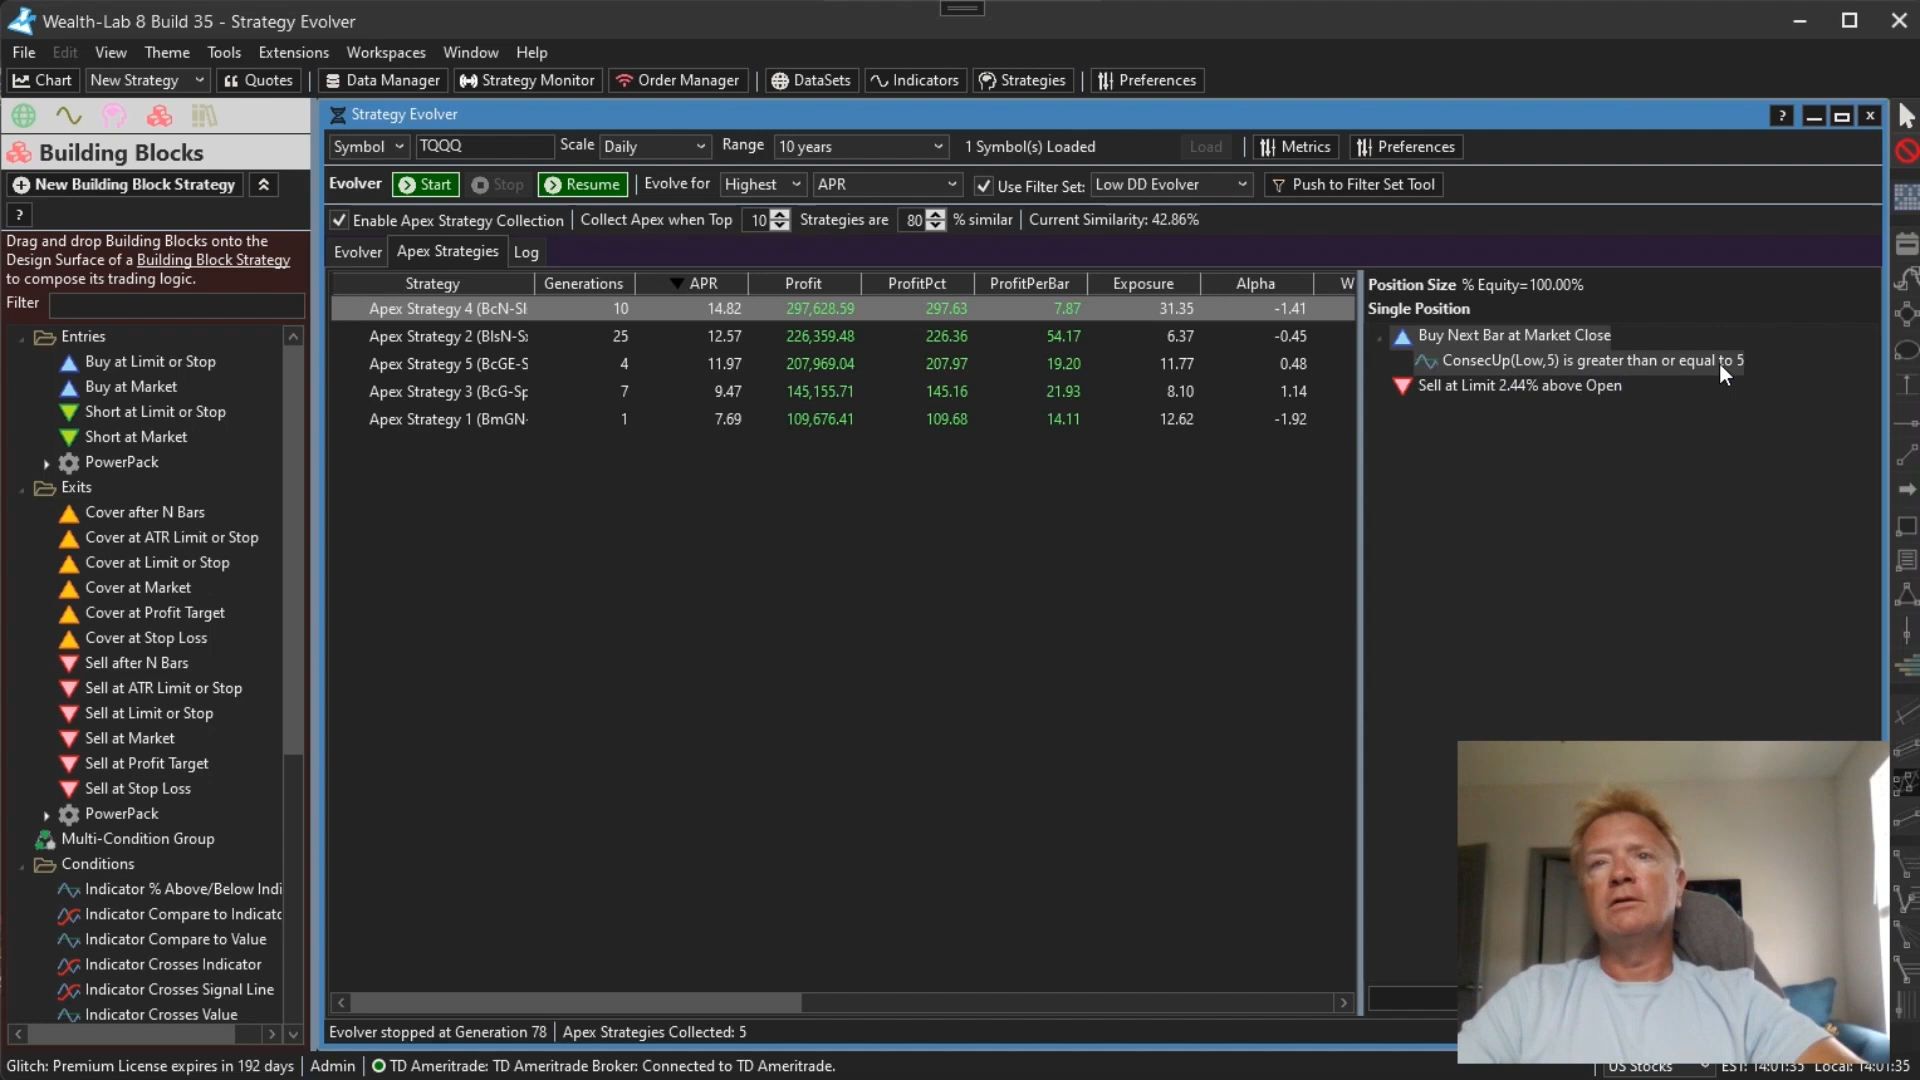 Wealth-Lab 8 Build 35 - Strategy Evolver
File Edit View Theme Tools Extensions Workspaces Window Help
Chart New Strategy Quotes Data Manager Strategy Monitor Order Manager DataSets Indicators Strategies Preferences
Building Blocks
New Building Block Strategy
?
Drag and drop Building Blocks onto the
Design Surface of a Building Block Strategy
to compose its trading logic.
Filter
Entries
Buy at Limit or Stop
Buy at Market
Short at Limit or Stop
Short at Market
PowerPack
Exits
Cover after N Bars
Cover at ATR Limit or Stop
Cover at Limit or Stop
Cover at Market
Cover at Profit Target
Cover at Stop Loss
Sell after N Bars
Sell at ATR Limit or Stop
Sell at Limit or Stop
Sell at Market
Sell at Profit Target
Sell at Stop Loss
PowerPack
Multi-Condition Group
Conditions
Indicator % Above/Below Indi
Indicator Compare to Indicato
Indicator Compare to Value
Indicator Crosses Indicator
Indicator Crosses Signal Line
Indicator Crosses Value
Strategy Evolver ? x
Symbol TQQQ Scale Daily Range 10 years 1 Symbol(s) Loaded Load Metrics Preferences
Evolver Start Stop Resume Evolve for Highest APR Use Filter Set: Low DD Evolver Push to Filter Set Tool
Enable Apex Strategy Collection Collect Apex when Top 10 Strategies are 80 % similar Current Similarity: 42.86%
Evolver Apex Strategies Log
Strategy Generations APR Profit ProfitPct ProfitPerBar Exposure Alpha W
Apex Strategy 4 (BcN-Sl 10 14.82 297,628.59 297.63 7.87 31.35 -1.41
Apex Strategy 2 (BlsN-Sx 25 12.57 226,359.48 226.36 54.17 6.37 -0.45
Apex Strategy 5 (BcGE-S 4 11.97 207,969.04 207.97 19.20 11.77 0.48
Apex Strategy 3 (BcG-Sp 7 9.47 145,155.71 145.16 21.93 8.10 1.14
Apex Strategy 1 (BmGN- 1 7.69 109,676.41 109.68 14.11 12.62 -1.92
Position Size % Equity=100.00%
Single Position
Buy Next Bar at Market Close
ConsecUp(Low,5) is greater than or equal to 5
Sell at Limit 2.44% above Open
Evolver stopped at Generation 78 Apex Strategies Collected: 5
Glitch: Premium License expires in 192 days Admin TD Ameritrade: TD Ameritrade Broker: Connected to TD Ameritrade. US Stocks EST: 14:01:35 Local: 14:01:35